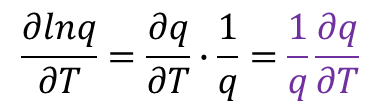 ∂lnq/∂T = ∂q/∂T · 1/q = 1/q ∂q/∂T